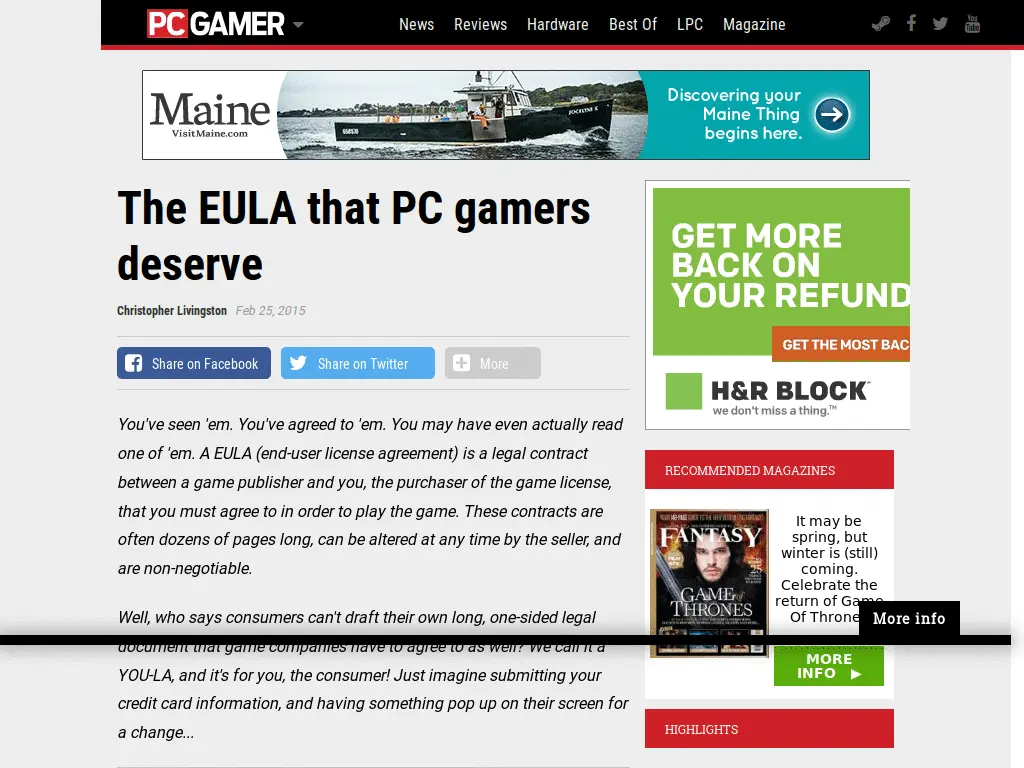 PC GAMER
News Reviews Hardware Best Of LPC Magazine
You Tube
Maine
VisitMaine.com
Discovering your
Maine Thing
begins here.
The EULA that PC gamers
deserve
Christopher Livingston Feb 25, 2015
Share on Facebook Share on Twitter More
You've seen 'em. You've agreed to 'em. You may have even actually read
one of 'em. A EULA (end-user license agreement) is a legal contract
between a game publisher and you, the purchaser of the game license,
that you must agree to in order to play the game. These contracts are
often dozens of pages long, can be altered at any time by the seller, and
are non-negotiable.
Well, who says consumers can't draft their own long, one-sided legal
document that game companies have to agree to as well? We call it a
YOU-LA, and it's for you, the consumer! Just imagine submitting your
credit card information, and having something pop up on their screen for
a change...
GET MORE
BACK ON
YOUR REFUND
GET THE MOST BAC
H&R BLOCK
we don't miss a thing.™
RECOMMENDED MAGAZINES
FANTASY
GAME OF
THRONES
It may be
spring, but
winter is (still)
coming.
Celebrate the
return of Game
Of Throne
More info
MORE
INFO ▶
HIGHLIGHTS